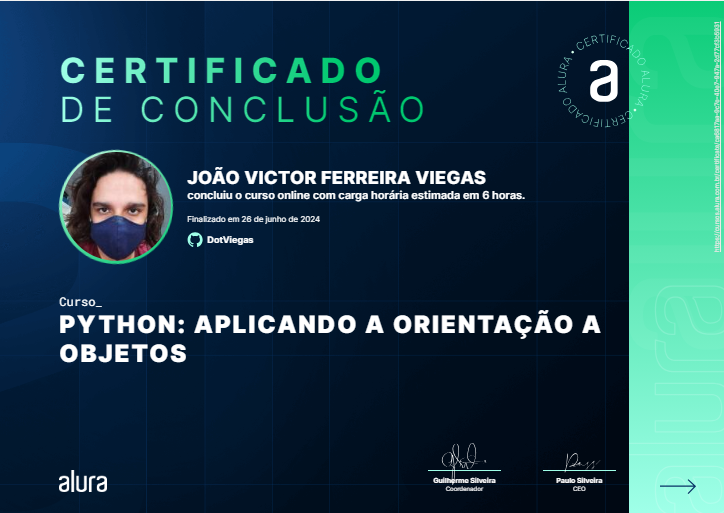 CERTIFICADO
DE CONCLUSÃO
CERTIFICADO ALURA • CERTIFICADO ALURA •
a
JOÃO VICTOR FERREIRA VIEGAS
concluiu o curso online com carga horária estimada em 6 horas.
Finalizado em 26 de junho de 2024
DotViegas
Curso_
PYTHON: APLICANDO A ORIENTAÇÃO A
OBJETOS
alura
Guilherme Silveira
Coordenador
Paulo Silveira
CEO
alura